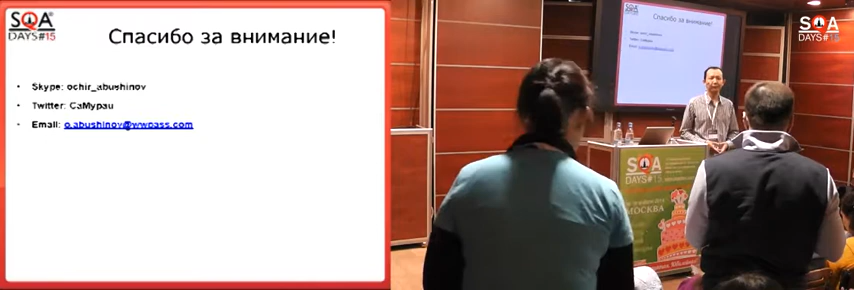 SQA
DAYS#15
Спасибо за внимание!
• Skype: ochir_abushinov
• Twitter: CaMypau
• Email: o.abushinov@wwpass.com
Спасибо за внимание!
SQA
DAYS#15
SQA
DAYS#15
МОСКВА